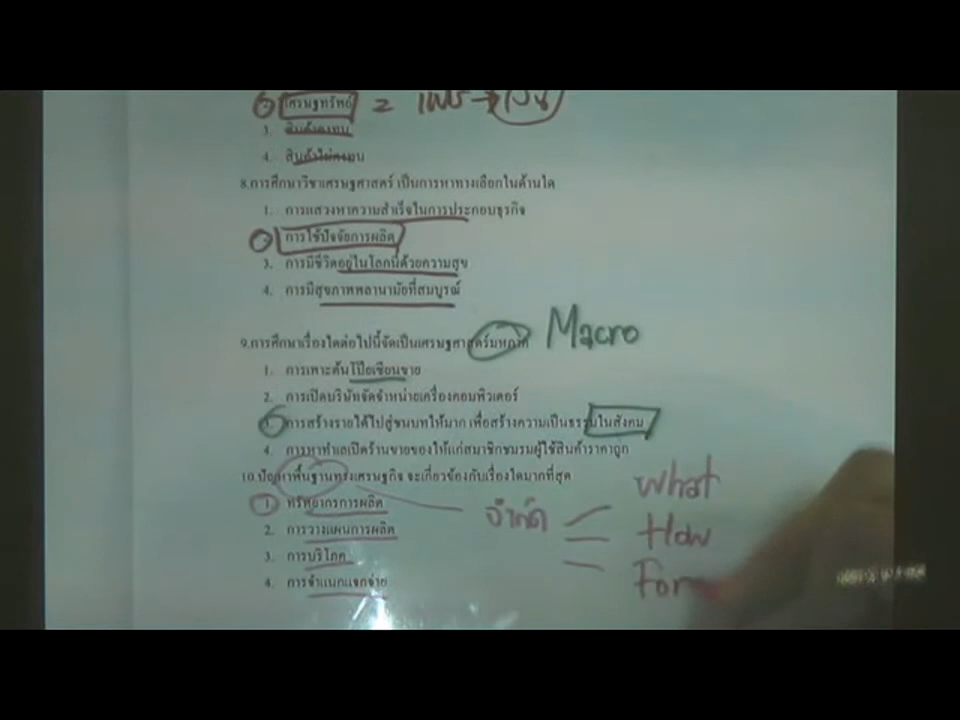 2. เศรษฐทรัพย์ =
3. สินค้าคงทน
4. สินค้าไม่คงทน
8.การศึกษาวิชาเศรษฐศาสตร์ เป็นการหาทางเลือกในด้านใด
1. การแสวงหาความสำเร็จในการประกอบธุรกิจ
การใช้ปัจจัยการผลิต
3. การมีชีวิตอยู่ในโลกนี้ด้วยความสุข
4. การมีสุขภาพพลานามัยที่สมบูรณ์
9.การศึกษาเรื่องใดต่อไปนี้จัดเป็นเศรษฐศาสตร์มหภาค Macro
1. การเพาะต้นโป๊ยเซียนขาย
2. การเปิดบริษัทจัดจำหน่ายเครื่องคอมพิวเตอร์
3. การสร้างรายได้ไปสู่ชนบทให้มาก เพื่อสร้างความเป็นธรรมในสังคม
4. การหาทำเลเปิดร้านขายของให้แก่สมาชิกชมรมผู้ใช้สินค้าราคาถูก
10.ปัญหาพื้นฐานทางเศรษฐกิจ จะเกี่ยวข้องกับเรื่องใดมากที่สุด
1. ทรัพยากรการผลิต
2. การวางแผนการผลิต
3. การบริโภค
4. การจำแนกแจกจ่าย
จำกัด
What
How
For